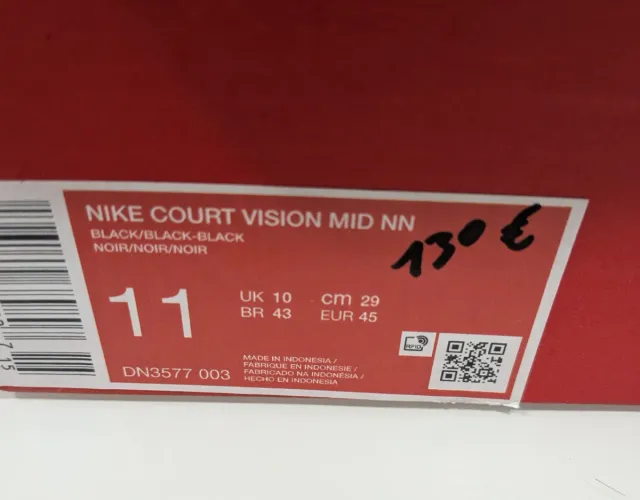 NIKE COURT VISION MID NN
BLACK/BLACK-BLACK
NOIR/NOIR/NOIR
130 €
11
UK 10 cm 29
BR 43 EUR 45
RFID
DN3577 003
MADE IN INDONESIA /
FABRIQUE EN INDONESIE /
FABRICADO NA INDONÉSIA /
HECHO EN INDONESIA